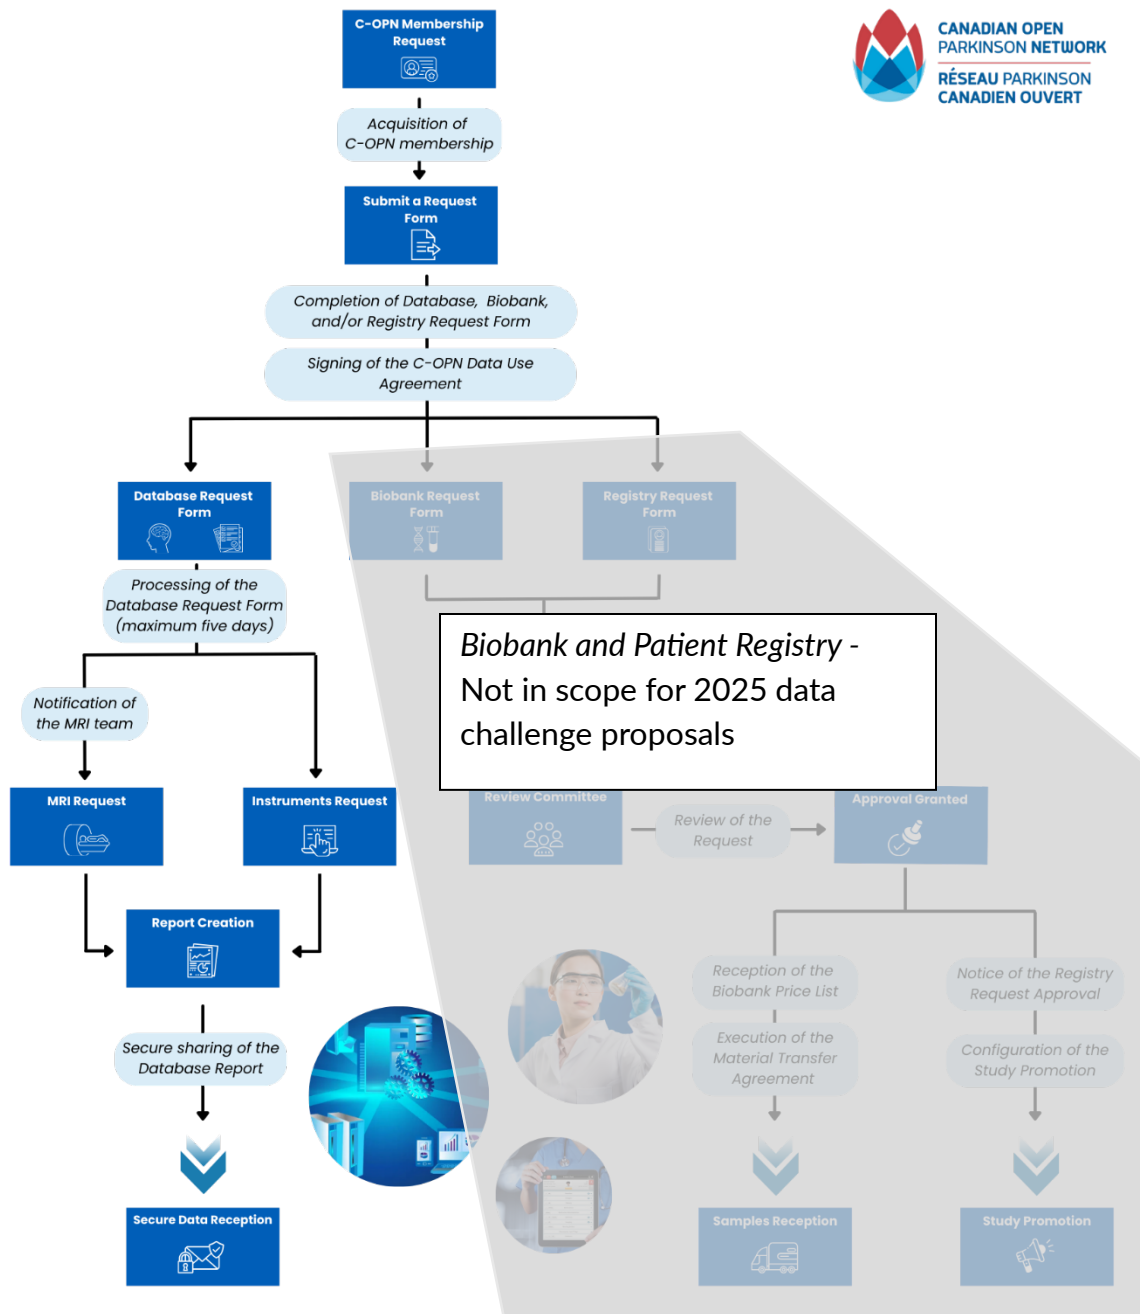 C-OPN Membership
Request
CANADIAN OPEN
PARKINSON NETWORK
RÉSEAU PARKINSON
CANADIEN OUVERT
Acquisition of
C-OPN membership
Submit a Request
Form
Completion of Database, Biobank,
and/or Registry Request Form
Signing of the C-OPN Data Use
Agreement
Database Request
Form
Biobank Request
Form
Registry Request
Form
Processing of the
Database Request Form
(maximum five days)
Biobank and Patient Registry -
Not in scope for 2025 data
challenge proposals
Notification of
the MRI team
MRI Request
Instruments Request
Review Committee
Review of the
Request
Approval Granted
Report Creation
Reception of the
Biobank Price List
Notice of the Registry
Request Approval
Secure sharing of the
Database Report
Execution of the
Material Transfer
Agreement
Configuration of the
Study Promotion
Secure Data Reception
Samples Reception
Study Promotion